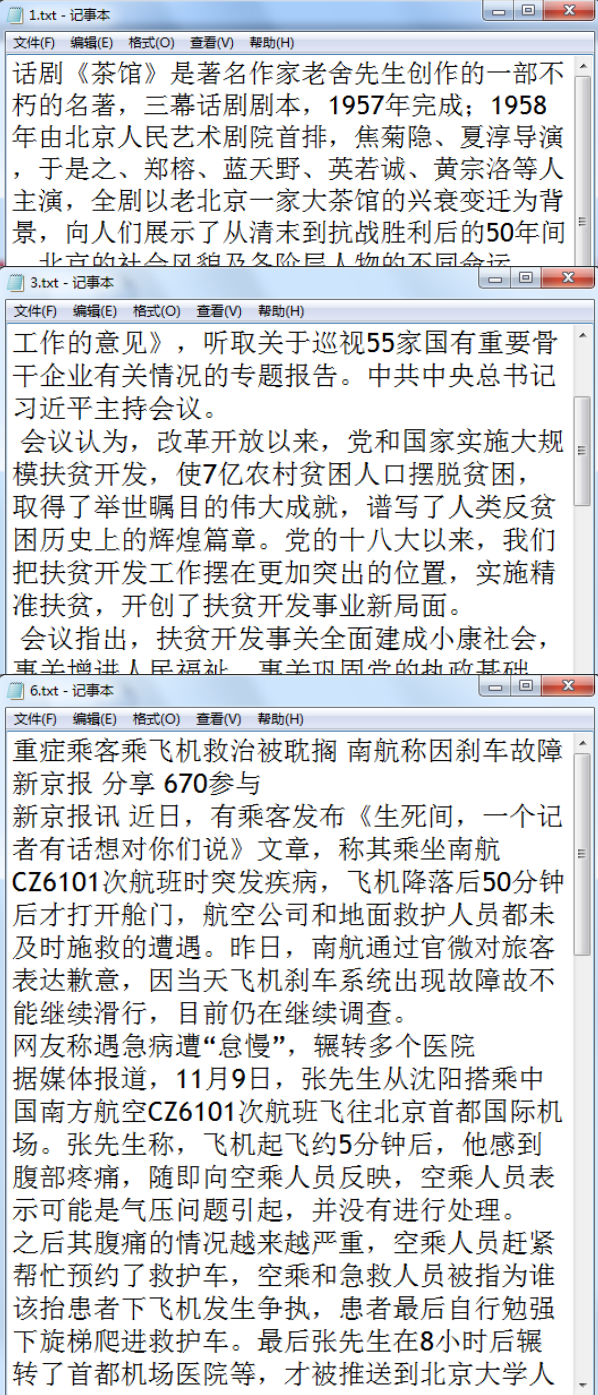 1.txt - 记事本
文件(F) 编辑(E) 格式(O) 查看(V) 帮助(H)
话剧《茶馆》是著名作家老舍先生创作的一部不
朽的名著，三幕话剧剧本，1957年完成；1958
年由北京人民艺术剧院首排，焦菊隐、夏淳导演
，于是之、郑榕、蓝天野、英若诚、黄宗洛等人
主演，全剧以老北京一家大茶馆的兴衰变迁为背
景，向人们展示了从清末到抗战胜利后的50年间
，北京的社会风貌及各阶层人物的不同命运
3.txt - 记事本
文件(F) 编辑(E) 格式(O) 查看(V) 帮助(H)
工作的意见》，听取关于巡视55家国有重要骨
干企业有关情况的专题报告。中共中央总书记
习近平主持会议。
会议认为，改革开放以来，党和国家实施大规
模扶贫开发，使7亿农村贫困人口摆脱贫困，
取得了举世瞩目的伟大成就，谱写了人类反贫
困历史上的辉煌篇章。党的十八大以来，我们
把扶贫开发工作摆在更加突出的位置，实施精
准扶贫，开创了扶贫开发事业新局面。
会议指出，扶贫开发事关全面建成小康社会，
事关增进人民福祉，事关巩固党的执政基础
6.txt - 记事本
文件(F) 编辑(E) 格式(O) 查看(V) 帮助(H)
重症乘客乘飞机救治被耽搁 南航称因刹车故障
新京报 分享 670参与
新京报讯 近日，有乘客发布《生死间，一个记
者有话想对你们说》文章，称其乘坐南航
CZ6101次航班时突发疾病，飞机降落后50分钟
后才打开舱门，航空公司和地面救护人员都未
及时施救的遭遇。昨日，南航通过官微对旅客
表达歉意，因当天飞机刹车系统出现故障故不
能继续滑行，目前仍在继续调查。
网友称遇急病遭“怠慢”，辗转多个医院
据媒体报道，11月9日，张先生从沈阳搭乘中
国南方航空CZ6101次航班飞往北京首都国际机
场。张先生称，飞机起飞约5分钟后，他感到
腹部疼痛，随即向空乘人员反映，空乘人员表
示可能是气压问题引起，并没有进行处理。
之后其腹痛的情况越来越严重，空乘人员赶紧
帮忙预约了救护车，空乘和急救人员被指为谁
该抬患者下飞机发生争执，患者最后自行勉强
下旋梯爬进救护车。最后张先生在8小时后辗
转了首都机场医院等，才被推送到北京大学人